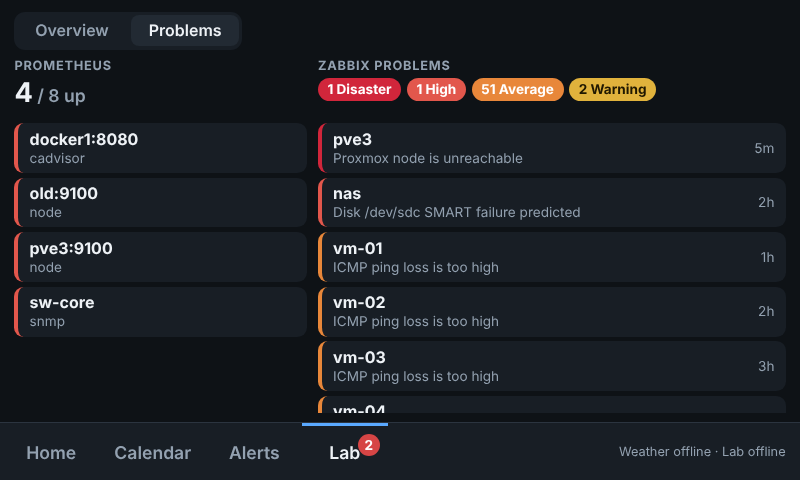 Overview Problems
PROMETHEUS
4 / 8 up
docker1:8080
cadvisor
old:9100
node
pve3:9100
node
sw-core
snmp
ZABBIX PROBLEMS
1 Disaster 1 High 51 Average 2 Warning
pve3
Proxmox node is unreachable
5m
nas
Disk /dev/sdc SMART failure predicted
2h
vm-01
ICMP ping loss is too high
1h
vm-02
ICMP ping loss is too high
2h
vm-03
ICMP ping loss is too high
3h
vm-04
Home Calendar Alerts Lab 2
Weather offline · Lab offline